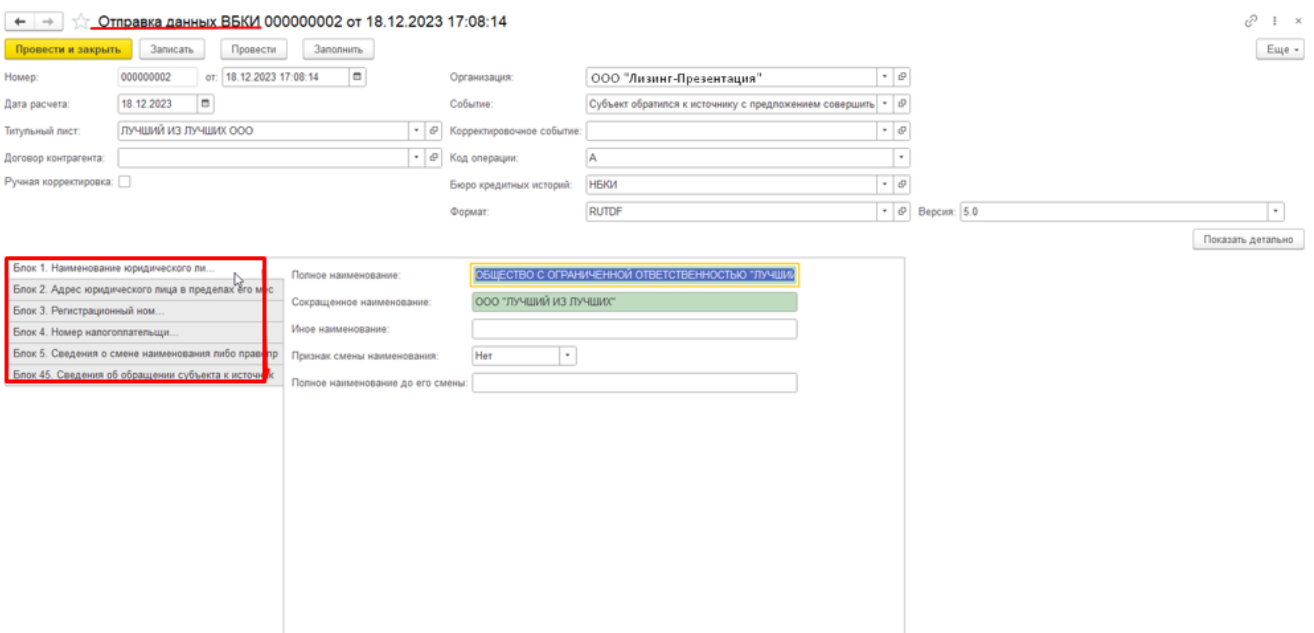 Отправка данных ВБКИ 000000002 от 18.12.2023 17:08:14
Провести и закрыть Записать Провести Заполнить Еще
Номер: 000000002 от: 18.12.2023 17:08:14 Организация: ООО "Лизинг-Презентация"
Дата расчета: 18.12.2023 Событие: Субъект обратился к источнику с предложением совершить
Титульный лист: ЛУЧШИЙ ИЗ ЛУЧШИХ ООО Корректировочное событие:
Договор контрагента: Код операции: A
Ручная корректировка: Бюро кредитных историй: НБКИ
Формат: RUTDF Версия: 5.0
Показать детально
Блок 1. Наименование юридического ли...
Блок 2. Адрес юридического лица в пределах его мес
Блок 3. Регистрационный ном...
Блок 4. Номер налогоплательщи...
Блок 5. Сведения о смене наименования либо правопр
Блок 45. Сведения об обращении субъекта к источник
Полное наименование: ОБЩЕСТВО С ОГРАНИЧЕННОЙ ОТВЕТСТВЕННОСТЬЮ "ЛУЧШИЙ
Сокращенное наименование: ООО "ЛУЧШИЙ ИЗ ЛУЧШИХ"
Иное наименование:
Признак смены наименования: Нет
Полное наименование до его смены: